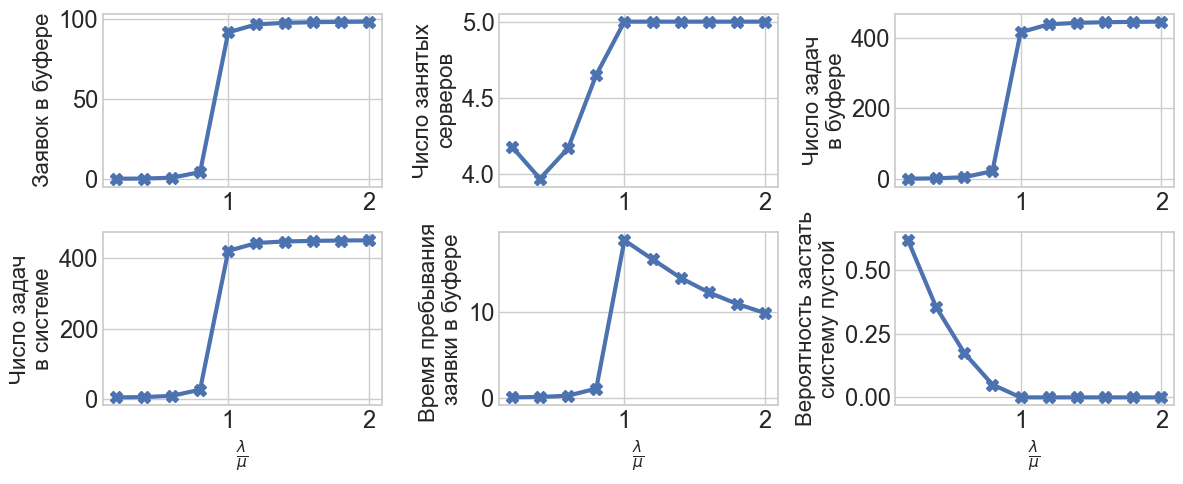 Заявок в буфере
100
50
0
1
2
Число занятых
серверов
5.0
4.5
4.0
1
2
Число задач
в буфере
400
200
0
1
2
Число задач
в системе
400
200
0
1
2
λ/μ
Время пребывания
заявки в буфере
10
0
1
2
λ/μ
Вероятность застать
систему пустой
0.50
0.25
0.00
1
2
λ/μ